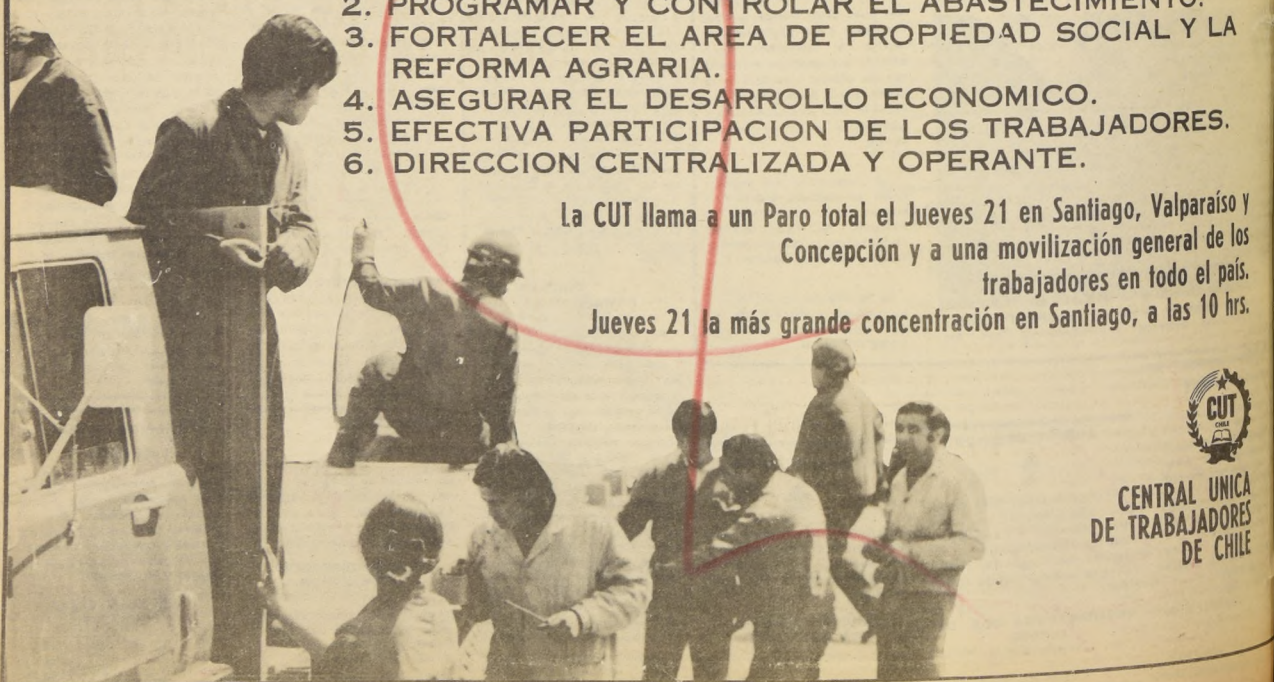 2. PROGRAMAR Y CONTROLAR EL ABASTECIMIENTO.
3. FORTALECER EL AREA DE PROPIEDAD SOCIAL Y LA
REFORMA AGRARIA.
4. ASEGURAR EL DESARROLLO ECONOMICO.
5. EFECTIVA PARTICIPACION DE LOS TRABAJADORES.
6. DIRECCION CENTRALIZADA Y OPERANTE.
La CUT llama a un Paro total el Jueves 21 en Santiago, Valparaíso y
Concepción y a una movilización general de los
trabajadores en todo el país.
Jueves 21 la más grande concentración en Santiago, a las 10 hrs.
CUT
CHILE
CENTRAL UNICA
DE TRABAJADORES
DE CHILE